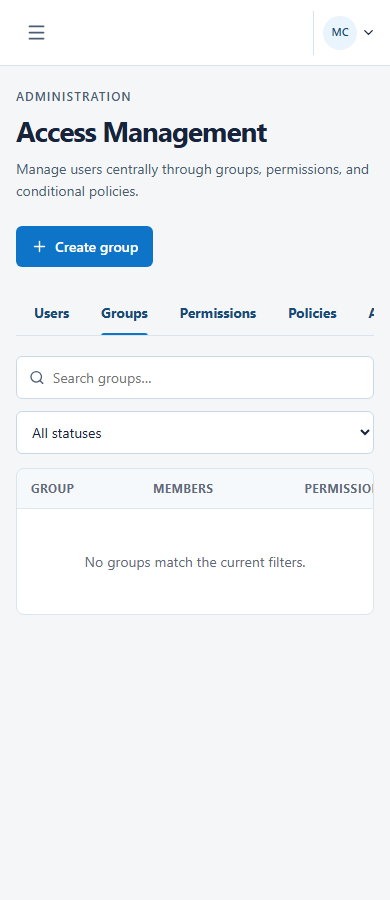 MC
ADMINISTRATION
Access Management
Manage users centrally through groups, permissions, and
conditional policies.
Create group
Users Groups Permissions Policies
Search groups...
All statuses
GROUP MEMBERS
No groups match the current filters.